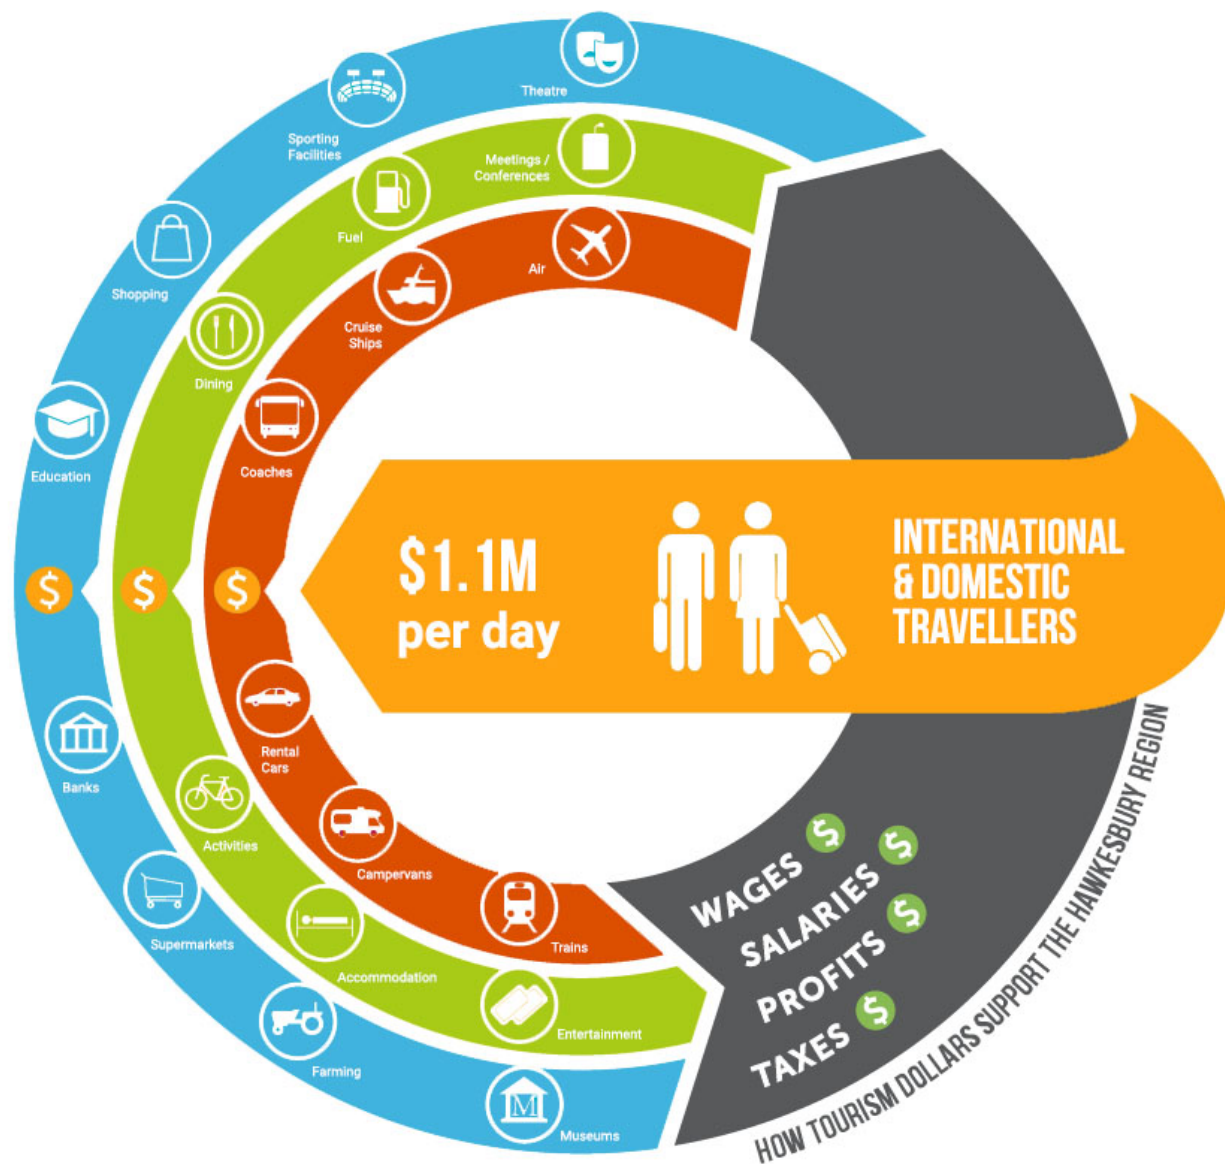 Theatre
Sporting
Facilities
Shopping
Education
$
Banks
Supermarkets
Farming
Museums
Meetings /
Conferences
Fuel
Dining
$
Activities
Accommodation
Entertainment
Air
Cruise
Ships
Coaches
$
Rental
Cars
Campervans
Trains
$1.1M
per day
INTERNATIONAL
& DOMESTIC
TRAVELLERS
WAGES $
SALARIES $
PROFITS $
TAXES $
M
HOW TOURISM DOLLARS SUPPORT THE HAWKESBURY REGION